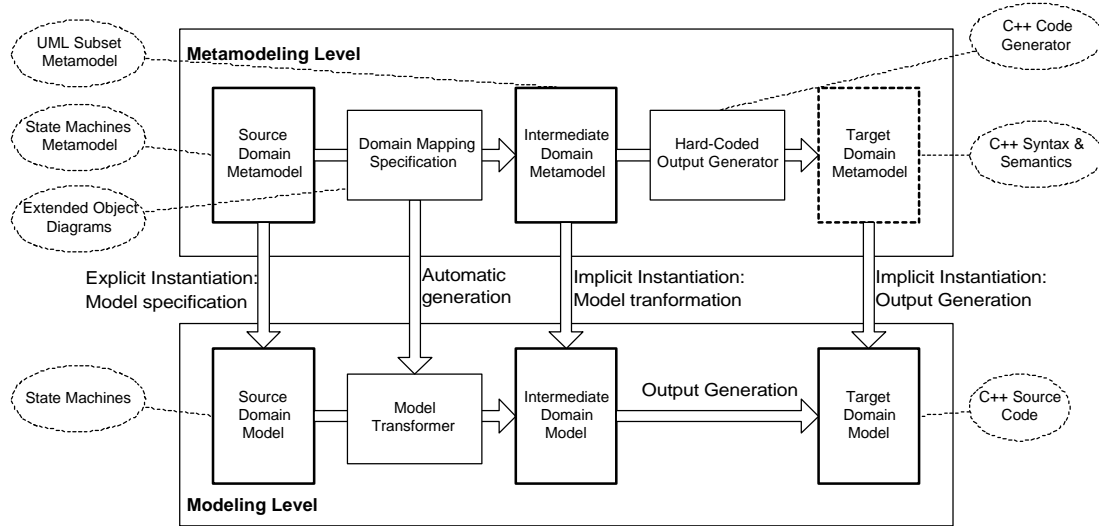 UML Subset
Metamodel
C++ Code
Generator
Metamodeling Level
State Machines
Metamodel
Source
Domain
Metamodel
Domain Mapping
Specification
Intermediate
Domain
Metamodel
Hard-Coded
Output Generator
Target
Domain
Metamodel
C++ Syntax &
Semantics
Extended Object
Diagrams
Explicit Instantiation:
Model specification
Automatic
generation
Implicit Instantiation:
Model tranformation
Implicit Instantiation:
Output Generation
State Machines
Source
Domain
Model
Model
Transformer
Intermediate
Domain
Model
Output Generation
Target
Domain
Model
C++ Source
Code
Modeling Level